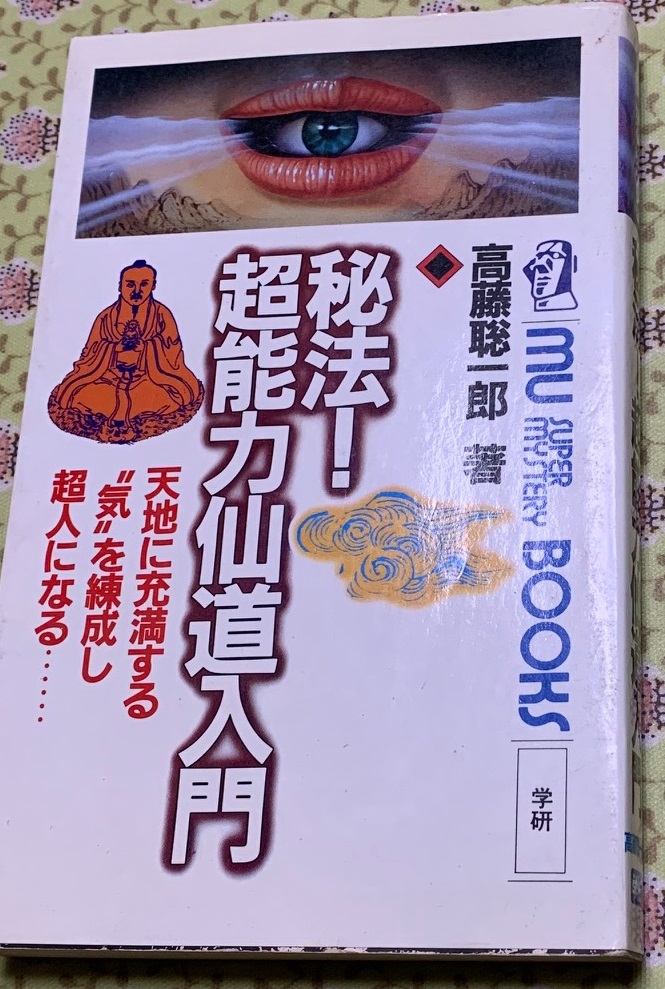 MU SUPER MYSTERY BOOKS
学研
高藤聡一郎 著
秘法!
超能力仙道入門
天地に充満する
“気”を練成し
超人になる……